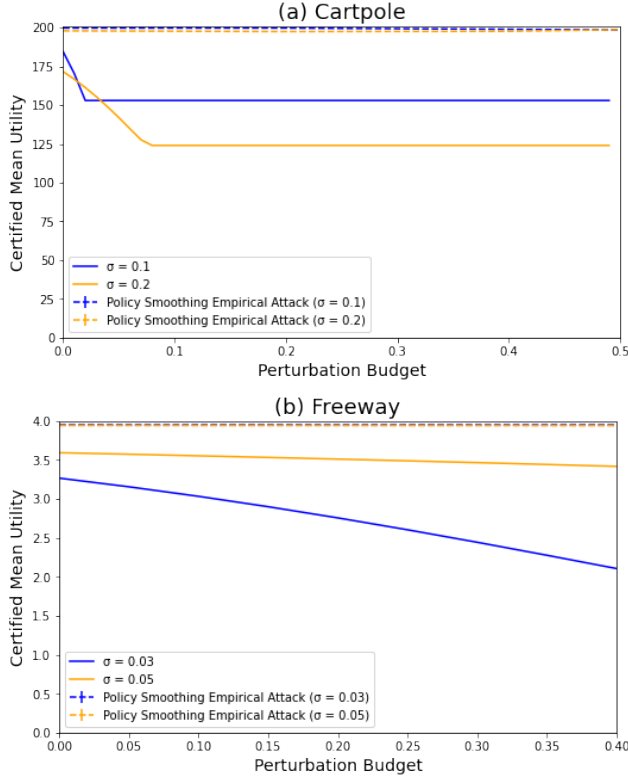 (a) Cartpole
200
175
150
125
100
75
50
25
0
Certified Mean Utility
σ = 0.1
σ = 0.2
Policy Smoothing Empirical Attack (σ = 0.1)
Policy Smoothing Empirical Attack (σ = 0.2)
0.0 0.1 0.2 0.3 0.4 0.5
Perturbation Budget
(b) Freeway
4.0
3.5
3.0
2.5
2.0
1.5
1.0
0.5
0.0
Certified Mean Utility
σ = 0.03
σ = 0.05
Policy Smoothing Empirical Attack (σ = 0.03)
Policy Smoothing Empirical Attack (σ = 0.05)
0.00 0.05 0.10 0.15 0.20 0.25 0.30 0.35 0.40
Perturbation Budget